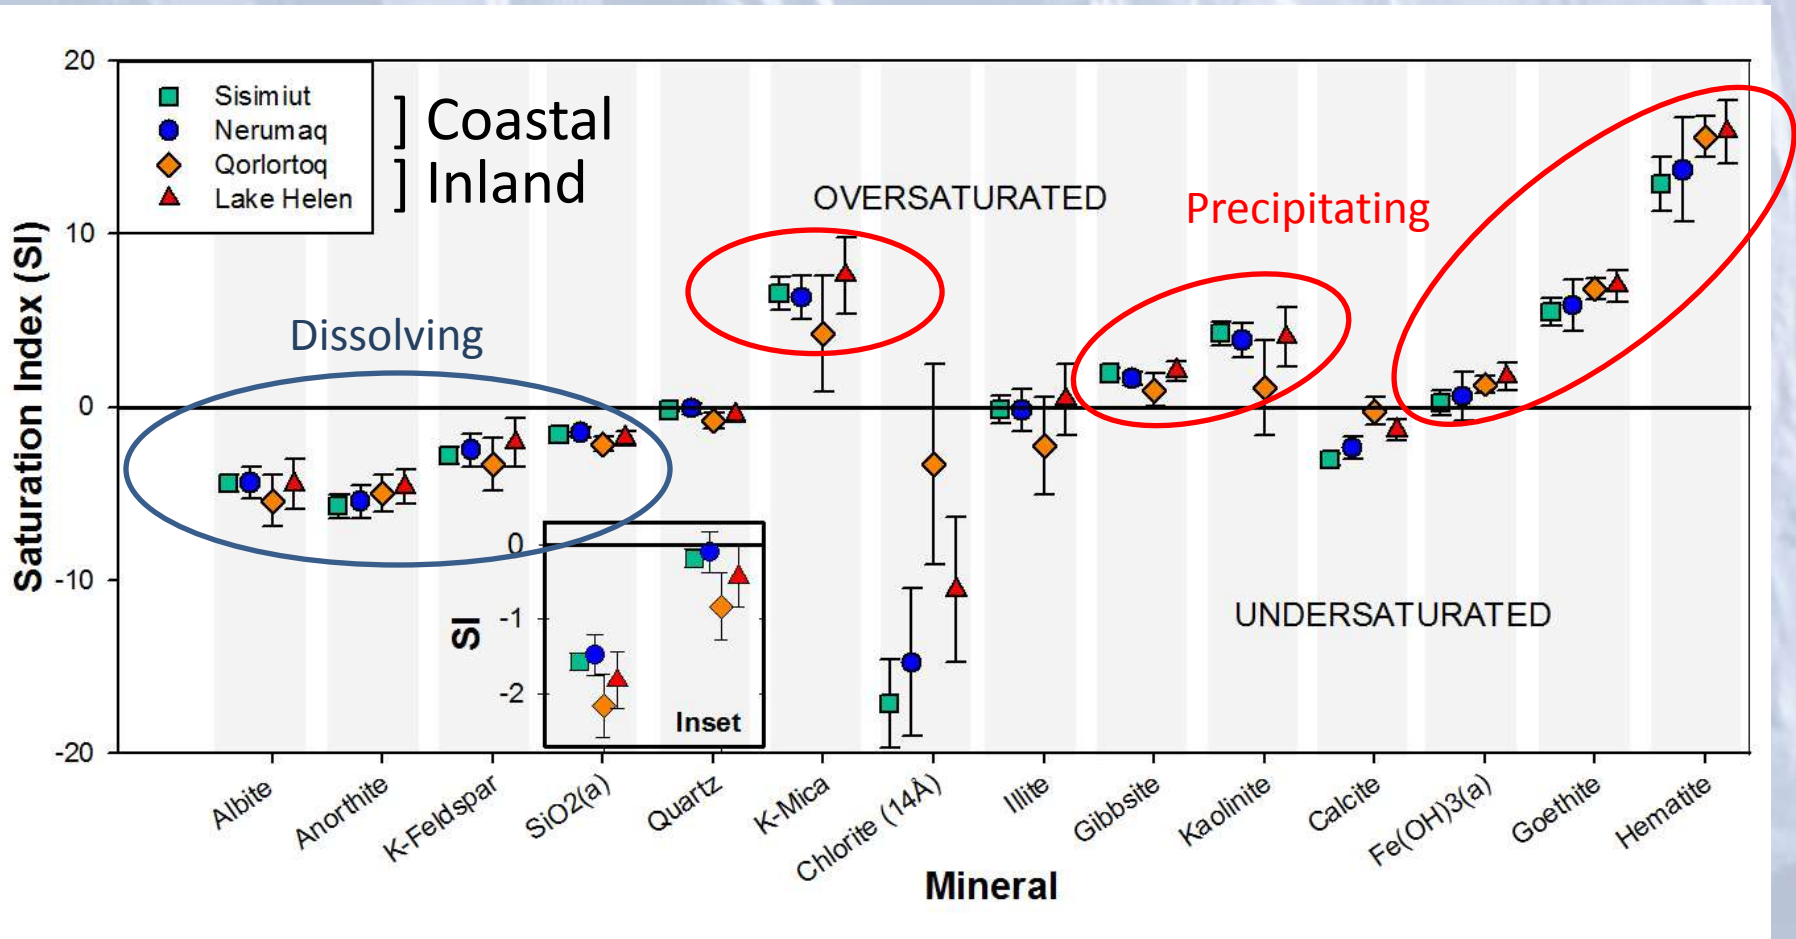 20
10
0
-10
-20
Saturation Index (SI)
Sisimiut
Nerumaq
Qorlortoq
Lake Helen
] Coastal
] Inland
OVERSATURATED
Precipitating
Dissolving
UNDERSATURATED
0
-1
-2
SI
Inset
Albite
Anorthite
K-Feldspar
SiO2(a)
Quartz
K-Mica
Chlorite (14Å)
Illite
Gibbsite
Kaolinite
Calcite
Fe(OH)3(a)
Goethite
Hematite
Mineral